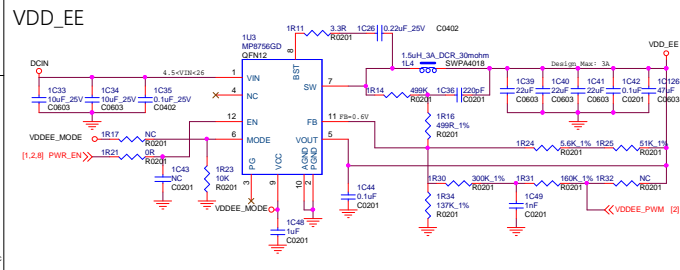 VDD_EE
1U3
MP8756GD
QFN12
1R11
3.3R
R0201
1C26
0.22uF_25V
C0402
VDD_EE
DCIN
4.5<VIN<26
1.5uH_3A_DCR_30mohm
1L4
SWPA4018
Design_Max: 3A
1C33
10uF_25V
C0603
1C34
10uF_25V
C0603
1C35
0.1uF_25V
C0402
1
VIN
4
NC
12
EN
6
MODE
8
BST
7
SW
11
FB
5
VOUT
FB=0.6V
PG
VCC
AGND
PGND
3
9
10
2
1R14
499K
R0201
1C36
220pF
C0201
1C39
22uF
C0603
1C40
22uF
C0603
1C41
22uF
C0603
1C42
0.1uF
C0201
1C126
47uF
C0603
1R16
499R_1%
R0201
VDDEE_MODE
1R17
NC
R0201
[1,2,8] PWR_EN
1R21
0R
R0201
1R24
5.6K_1%
R0201
1R25
51K_1%
R0201
1C43
NC
C0201
1R23
10K
R0201
1C44
0.1uF
C0201
1R30
300K_1%
R0201
1R31
160K_1%
R0201
1R32
NC
R0201
VDDEE_MODE
1C48
1uF
C0201
1R34
137K_1%
R0201
1C49
1nF
C0201
VDDEE_PWM [2]